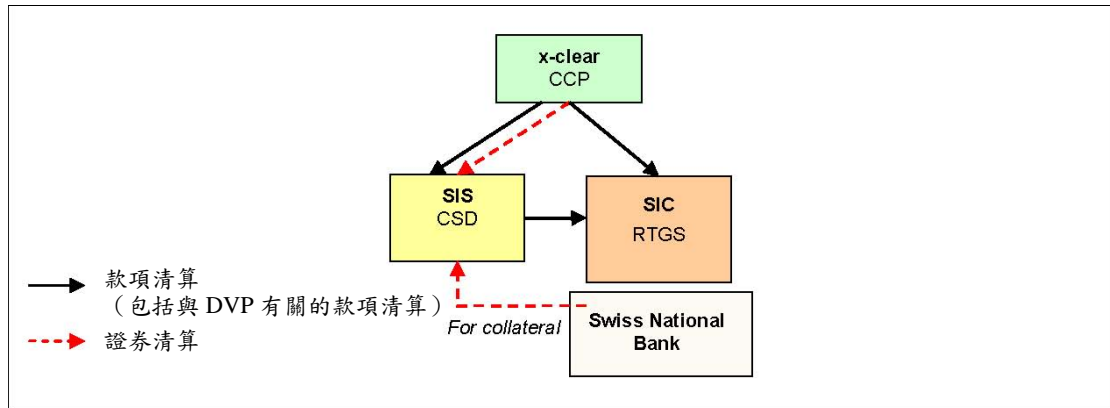 x-clear
CCP
SIS
CSD
SIC
RTGS
款項清算
（包括與 DVP 有關的款項清算）
For collateral
Swiss National
Bank
證券清算